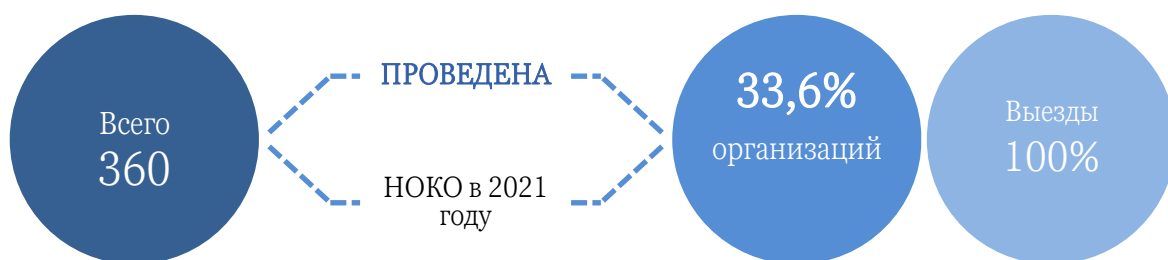 Всего
360
ПРОВЕДЕНА
НОКО в 2021
году
33,6%
организаций
Выезды
100%